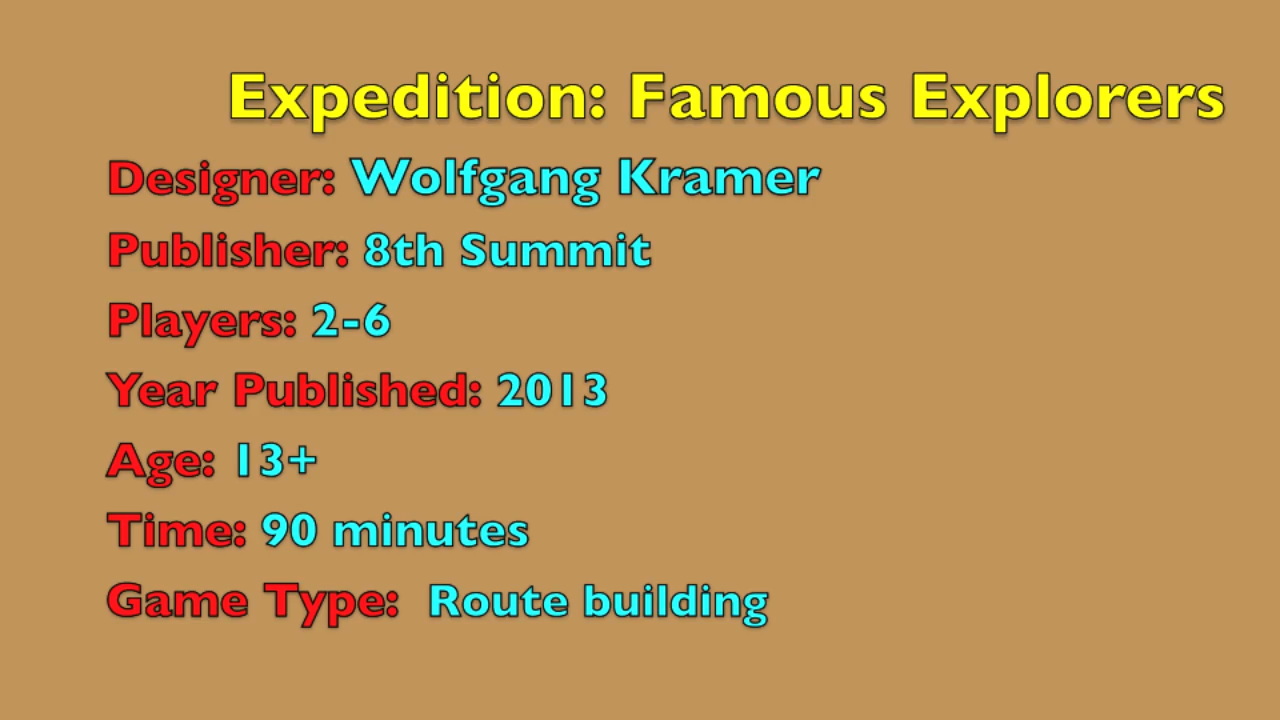 Expedition: Famous Explorers
Designer: Wolfgang Kramer
Publisher: 8th Summit
Players: 2-6
Year Published: 2013
Age: 13+
Time: 90 minutes
Game Type: Route building